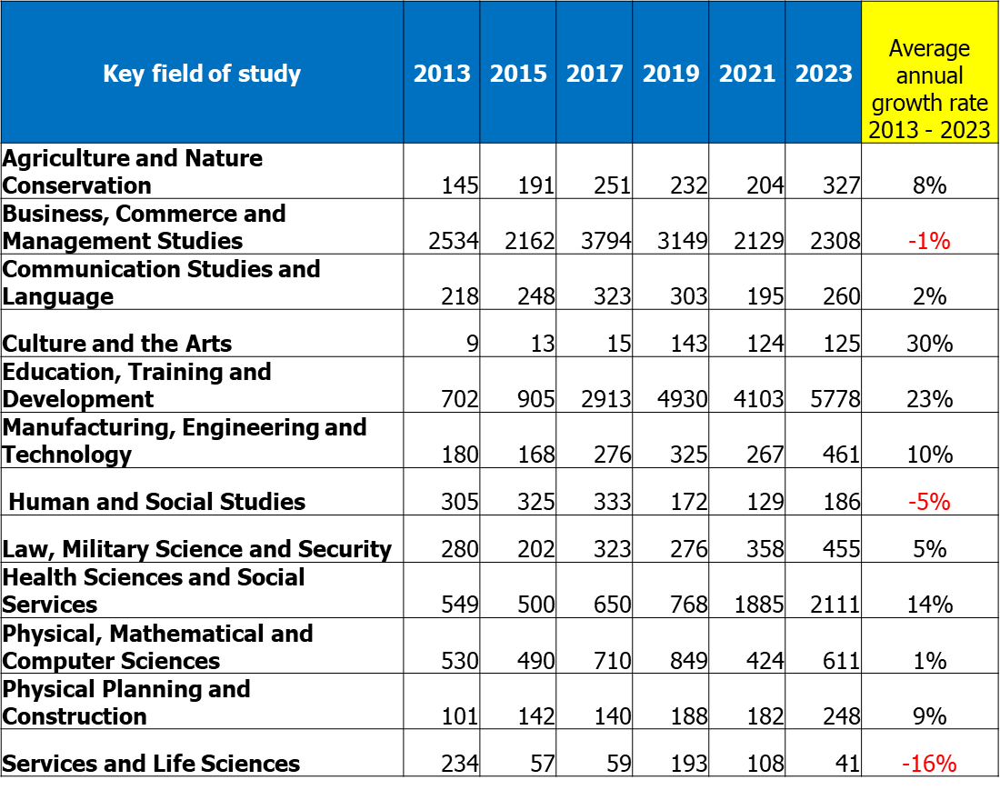 Key field of study 2013 2015 2017 2019 2021 2023 Average
annual
growth rate
2013 - 2023
Agriculture and Nature
Conservation 145 191 251 232 204 327 8%
Business, Commerce and
Management Studies 2534 2162 3794 3149 2129 2308 -1%
Communication Studies and
Language 218 248 323 303 195 260 2%
Culture and the Arts 9 13 15 143 124 125 30%
Education, Training and
Development 702 905 2913 4930 4103 5778 23%
Manufacturing, Engineering and
Technology 180 168 276 325 267 461 10%
Human and Social Studies 305 325 333 172 129 186 -5%
Law, Military Science and Security 280 202 323 276 358 455 5%
Health Sciences and Social
Services 549 500 650 768 1885 2111 14%
Physical, Mathematical and
Computer Sciences 530 490 710 849 424 611 1%
Physical Planning and
Construction 101 142 140 188 182 248 9%
Services and Life Sciences 234 57 59 193 108 41 -16%